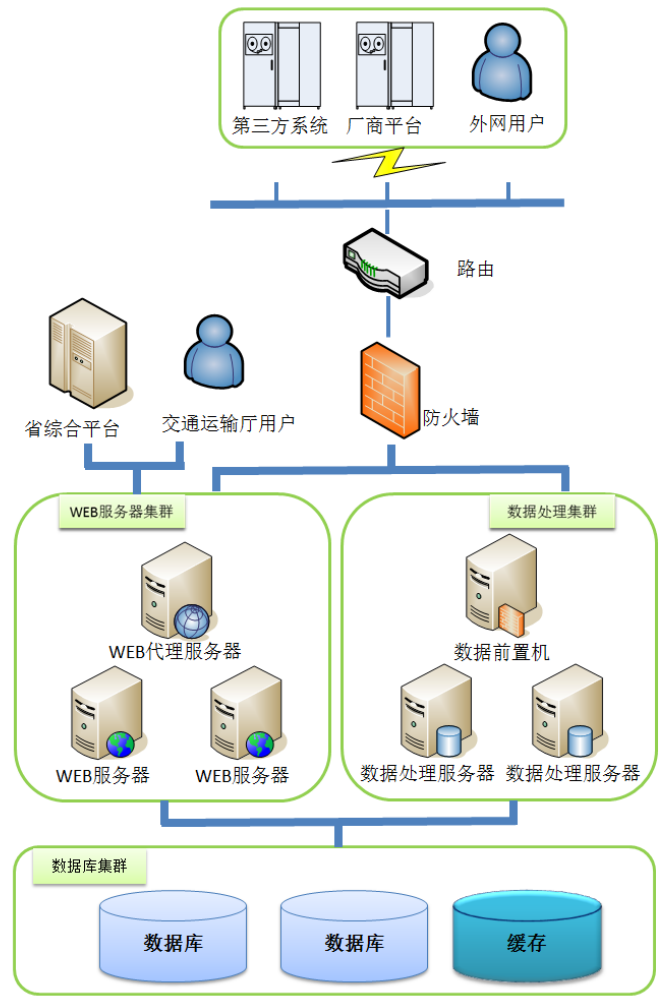 第三方系统
厂商平台
外网用户
路由
省综合平台
交通运输厅用户
防火墙
WEB服务器集群
数据处理集群
WEB代理服务器
数据前置机
WEB服务器
WEB服务器
数据处理服务器
数据处理服务器
数据库集群
数据库
数据库
缓存